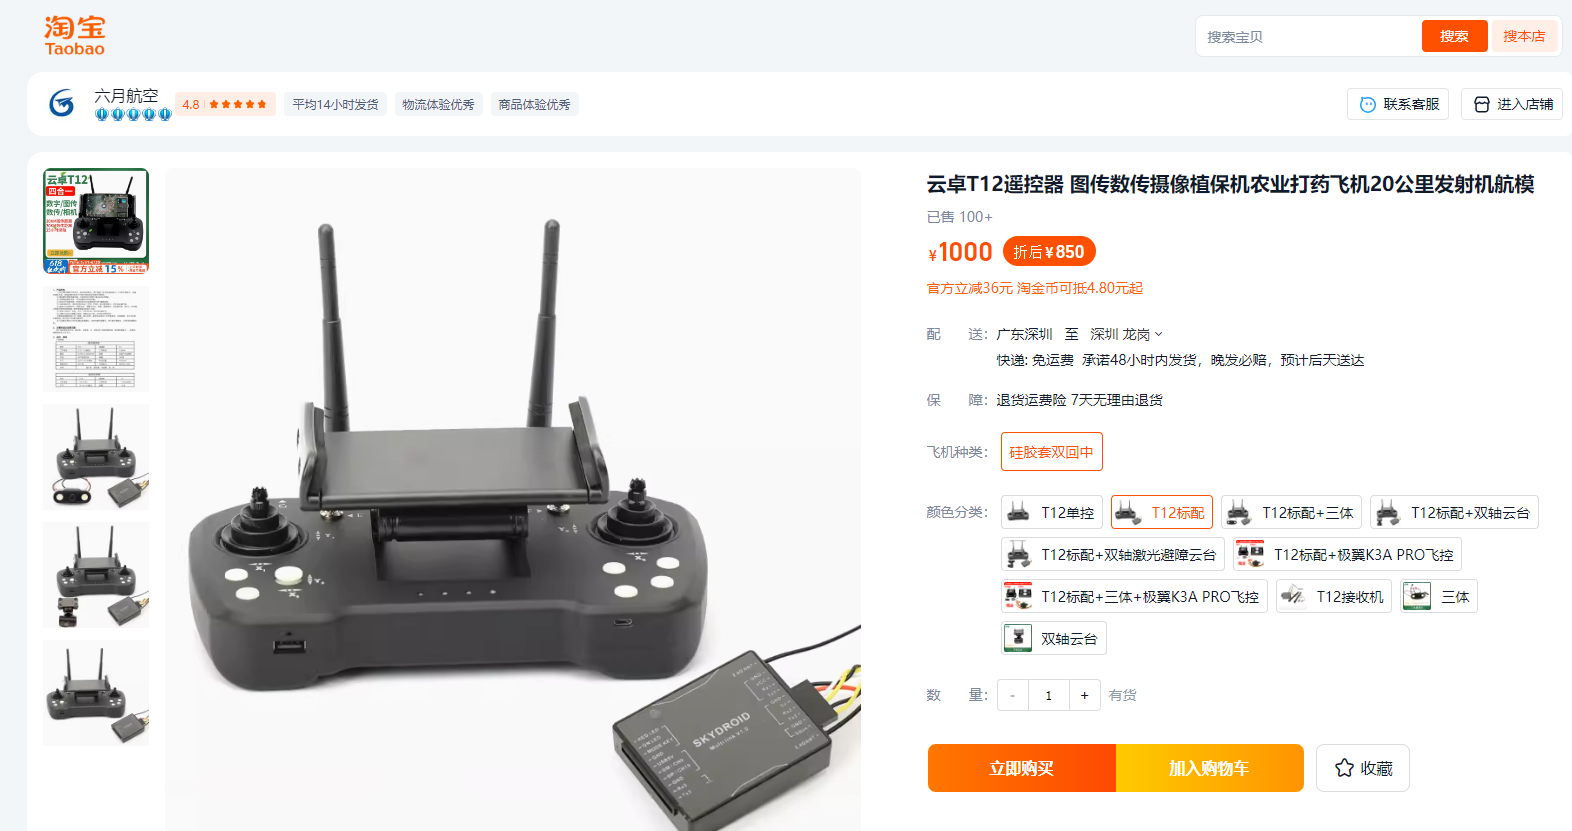 淘宝
Taobao
搜索宝贝
搜索
搜本店
六月航空
4.8
平均14小时发货
物流体验优秀
商品体验优秀
联系客服
进入店铺
云卓T12
四合一
数字/图传
数传/相机
618
官方立减15%
SKYDROID
云卓T12遥控器 图传数传摄像植保机农业打药飞机20公里发射机航模
已售 100+
¥1000
折后¥850
官方立减36元 淘金币可抵4.80元起
配 送: 广东深圳 至 深圳 龙岗
快递: 免运费 承诺48小时内发货，晚发必赔，预计后天送达
保 障: 退货运费险 7天无理由退货
飞机种类: 硅胶套双回中
颜色分类: T12单控 T12标配 T12标配+三体 T12标配+双轴云台
T12标配+双轴激光避障云台 T12标配+极翼K3A PRO飞控
T12标配+三体+极翼K3A PRO飞控 T12接收机 三体
双轴云台
数 量: - 1 + 有货
立即购买
加入购物车
收藏